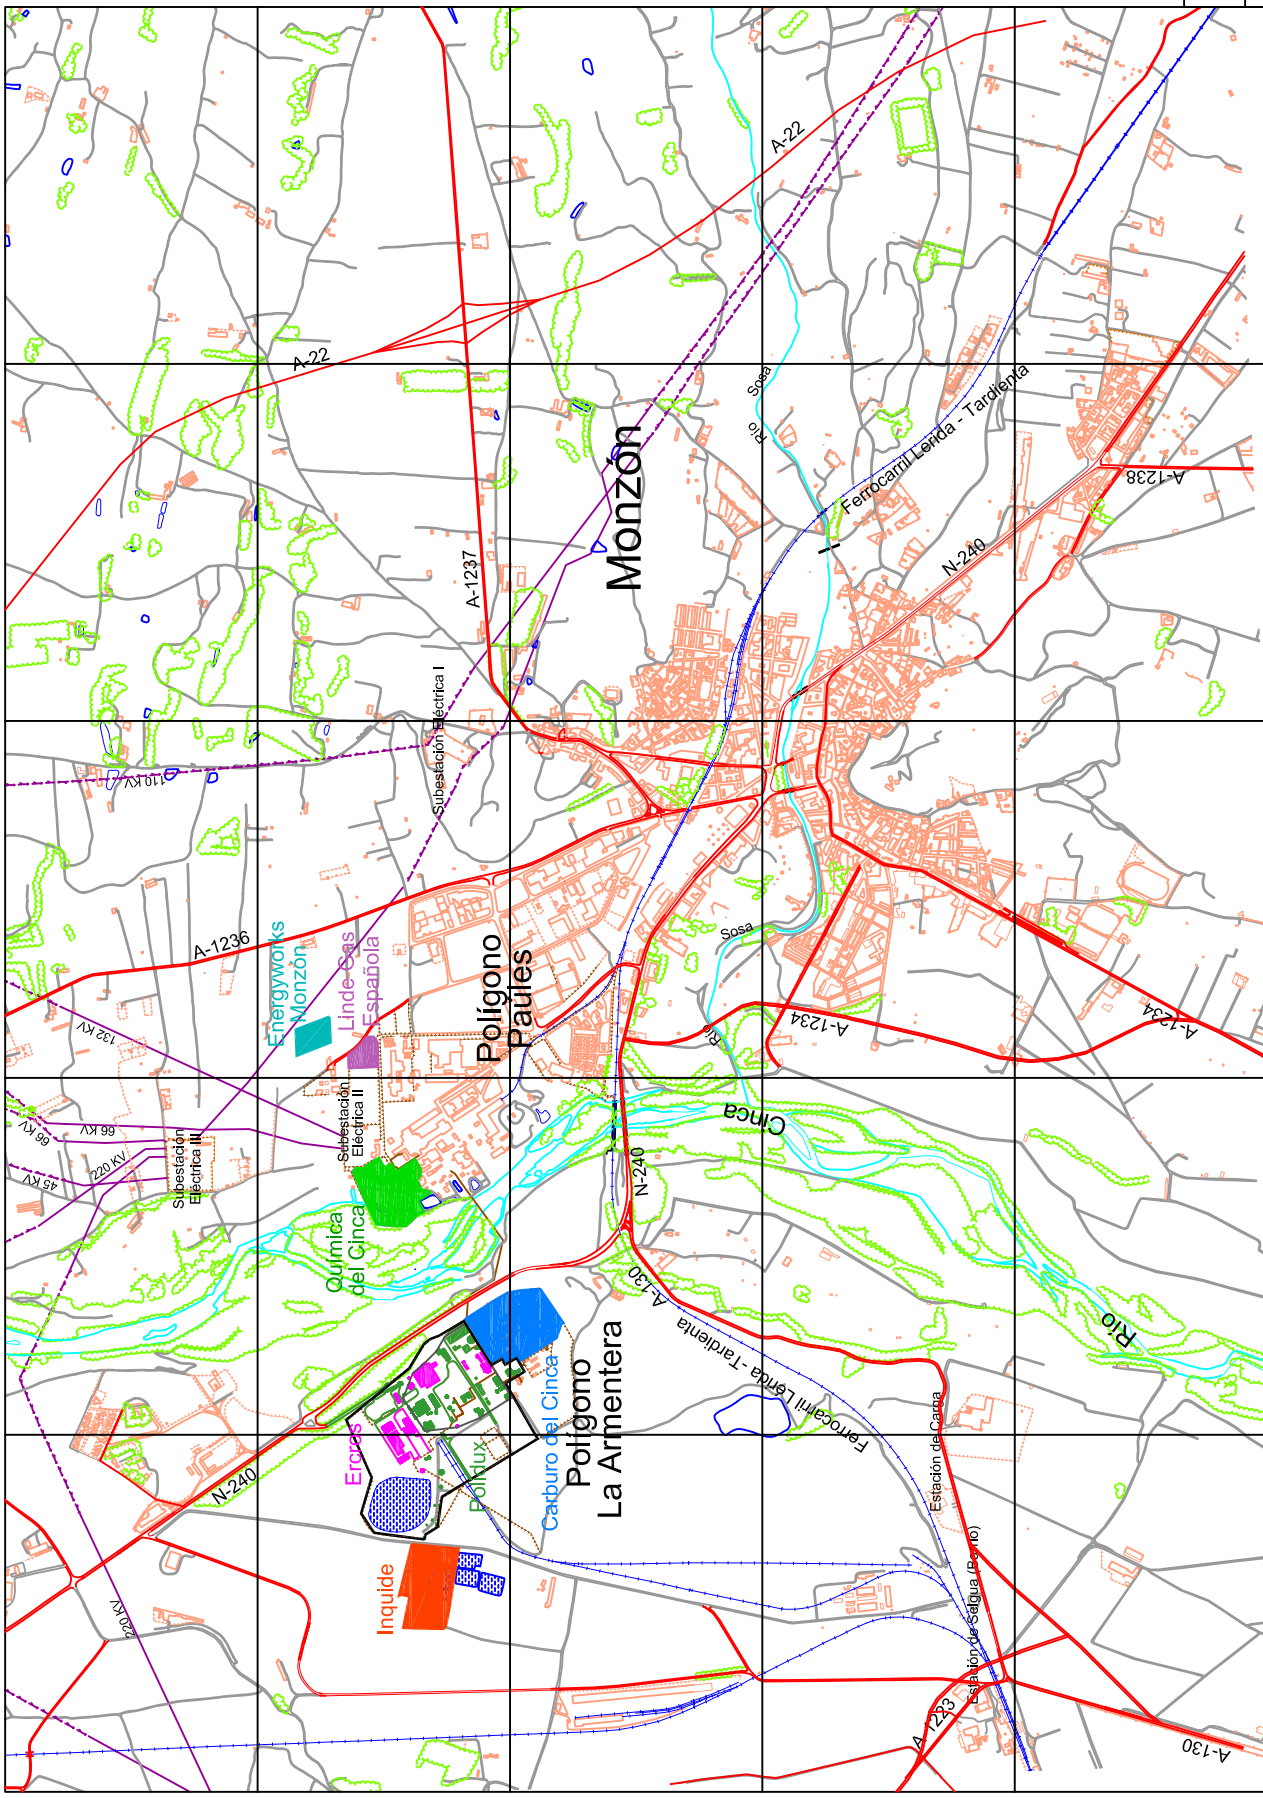 A-22
A-22
A-1237
Monzón
Río
Sosa
Ferrocarril Lerida - Tardienta
A-1238
N-240
Subestación Eléctrica I
110 KV
A-1236
Energyworks
Monzón
Linde Gas
Española
Polígono
Paúles
Sosa
Río
A-1234
A-1234
132 KV
66 KV
66 KV
45 KV
220 KV
Subestación
Eléctrica III
Subestación
Eléctrica II
Química
del Cinca
Cinca
N-240
A-130
Río
Ferrocarril Lerida - Tardienta
Ercros
Polidux
Carburo del Cinca
Polígono
La Armentera
N-240
Inquide
220 KV
Estación de Carga
Estación de Selgua (Barrio)
A-1223
A-130